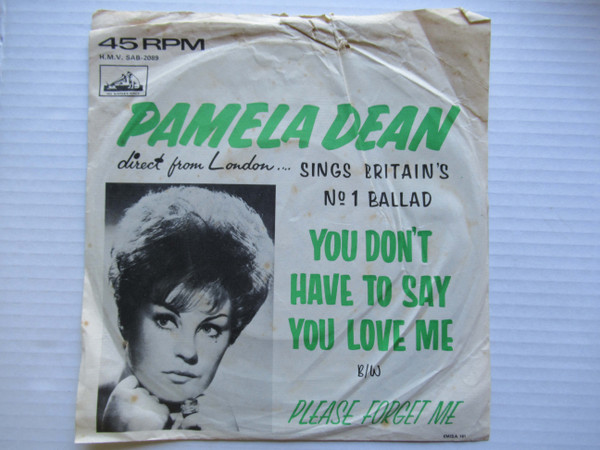 45 RPM
H.M.V. SAB-2069
PAMELA DEAN
direct from London....
SINGS BRITAIN'S
Nº 1 BALLAD
YOU DON'T
HAVE TO SAY
YOU LOVE ME
B/W
PLEASE FORGET ME